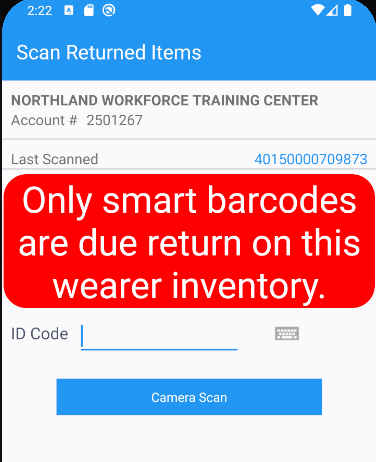 2:22
Scan Returned Items
NORTHLAND WORKFORCE TRAINING CENTER
Account # 2501267
Last Scanned 40150000709873
Only smart barcodes
are due return on this
wearer inventory.
ID Code
Camera Scan